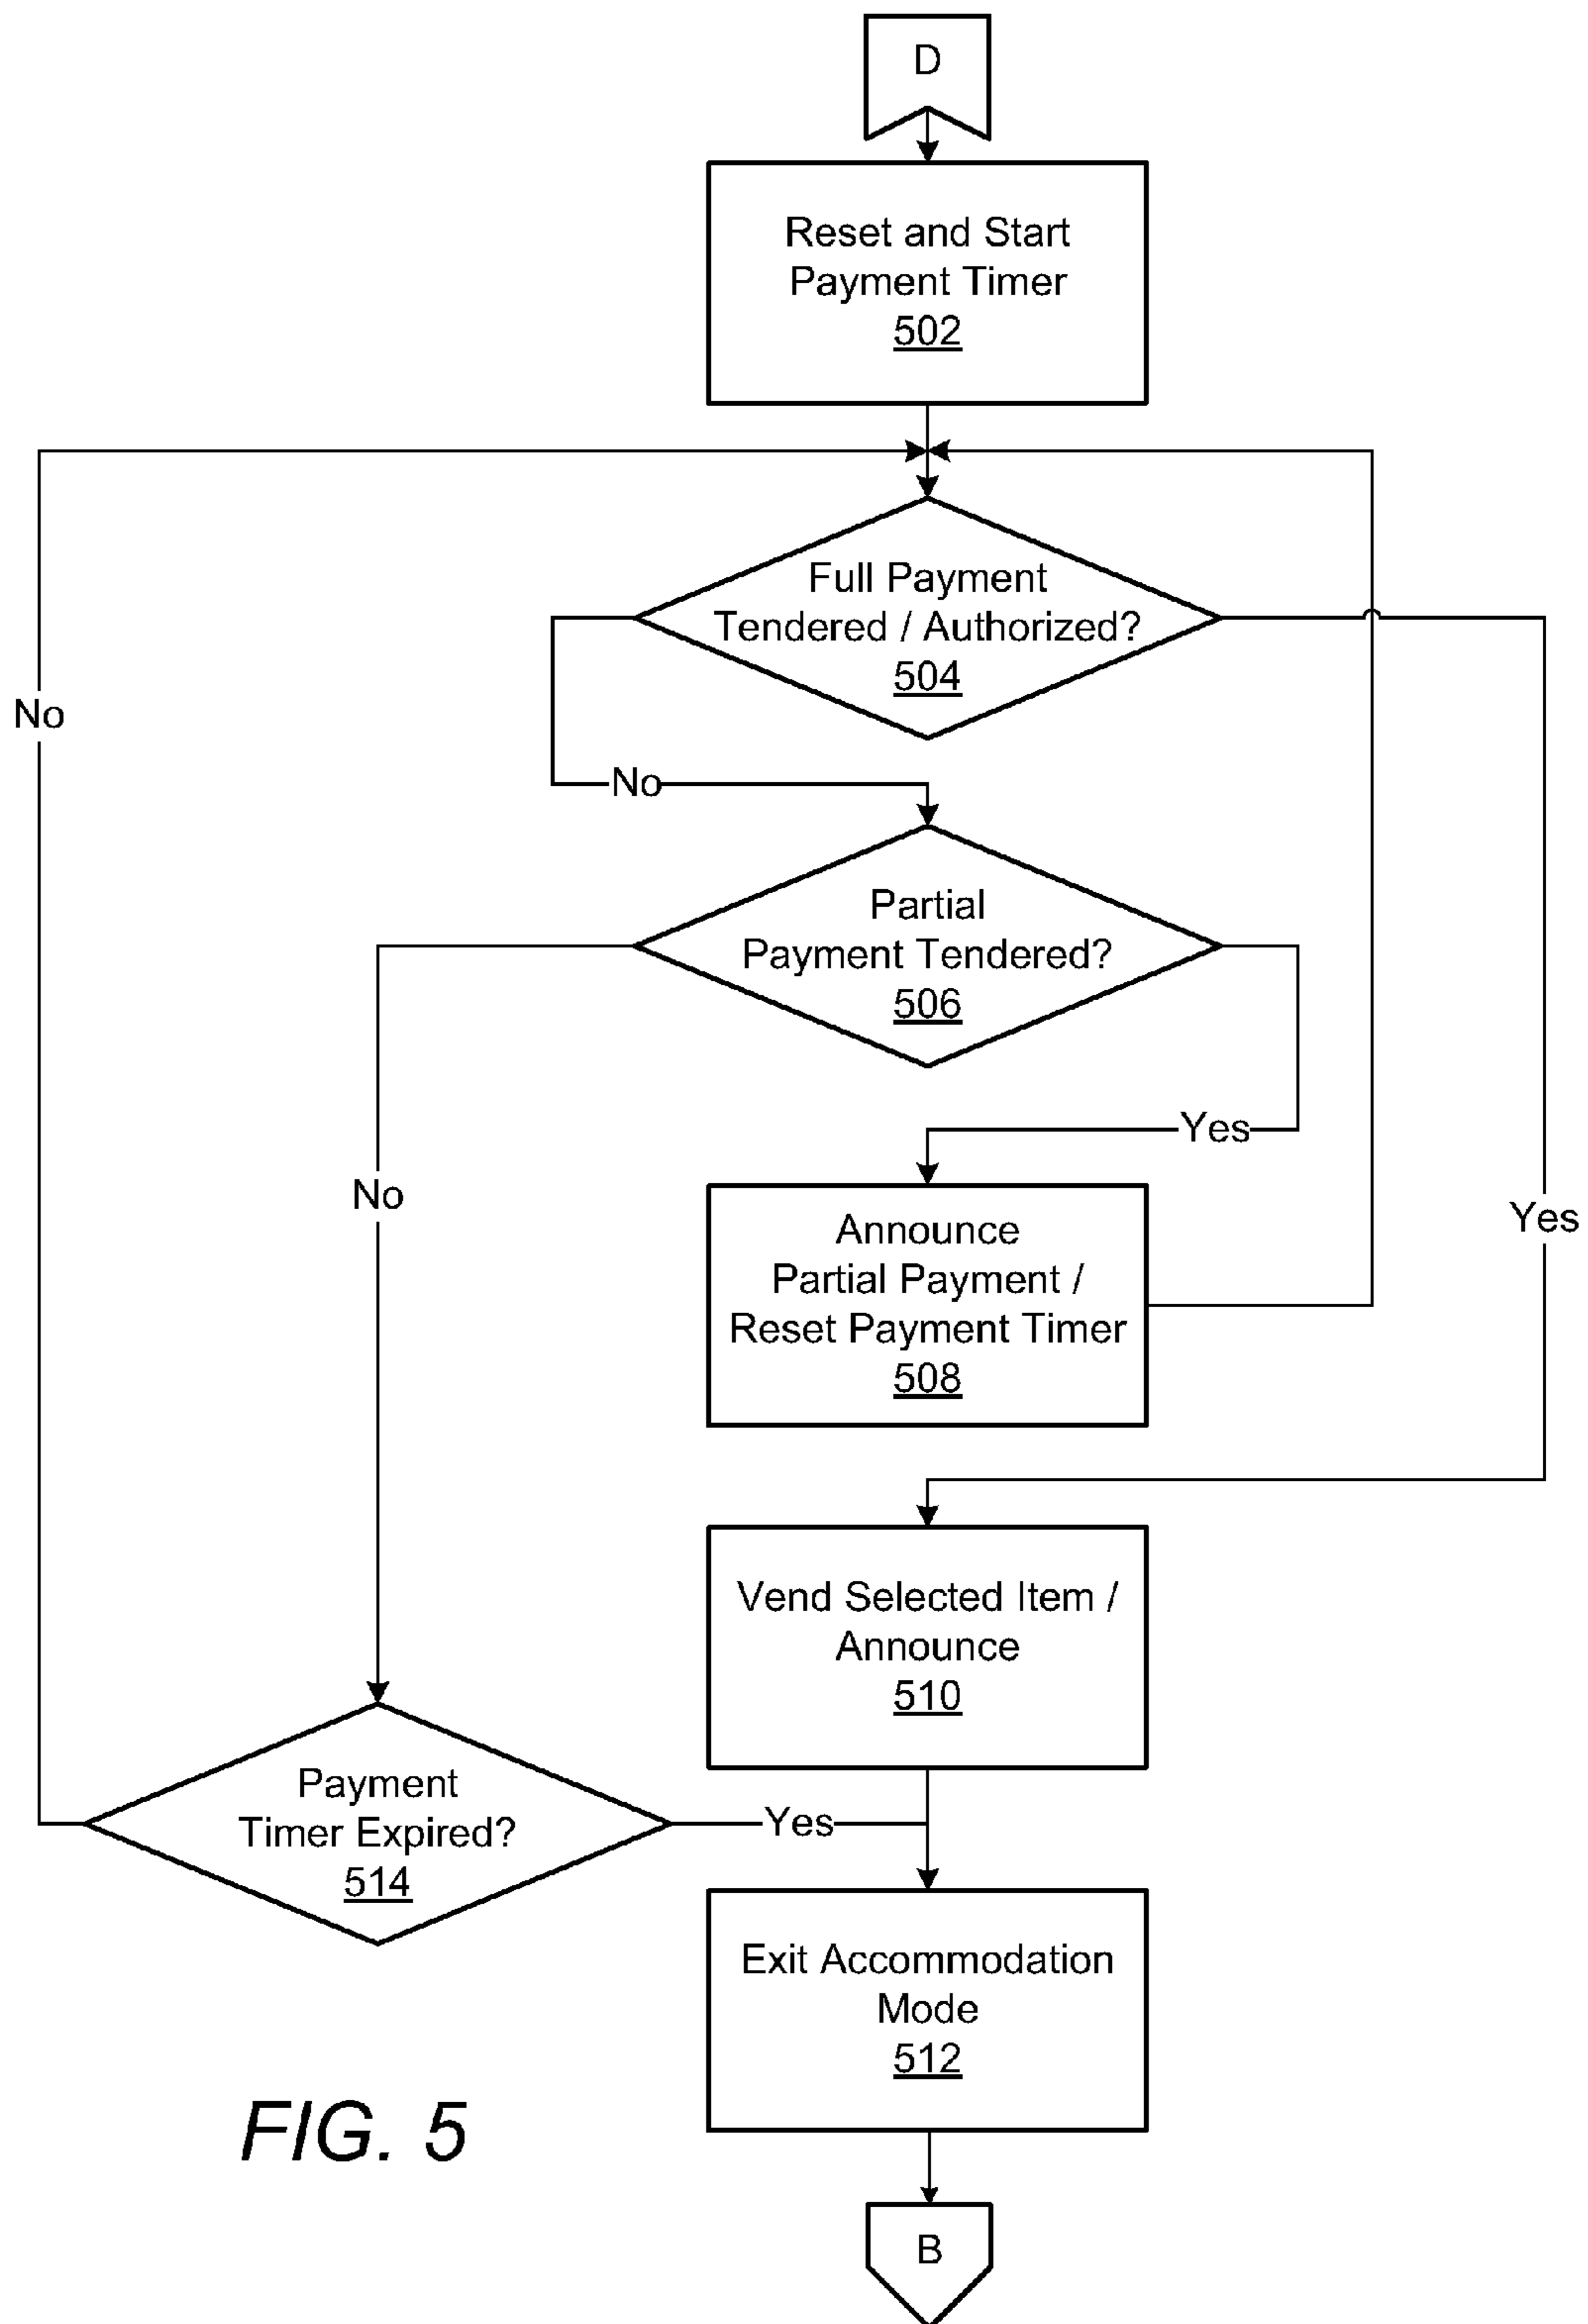 D
Reset and Start
Payment Timer
502
Full Payment
Tendered / Authorized?
504
No
No
Partial
Payment Tendered?
506
Yes
No
Yes
Announce
Partial Payment /
Reset Payment Timer
508
Vend Selected Item /
Announce
510
Payment
Timer Expired?
514
Yes
Exit Accommodation
Mode
512
FIG. 5
B